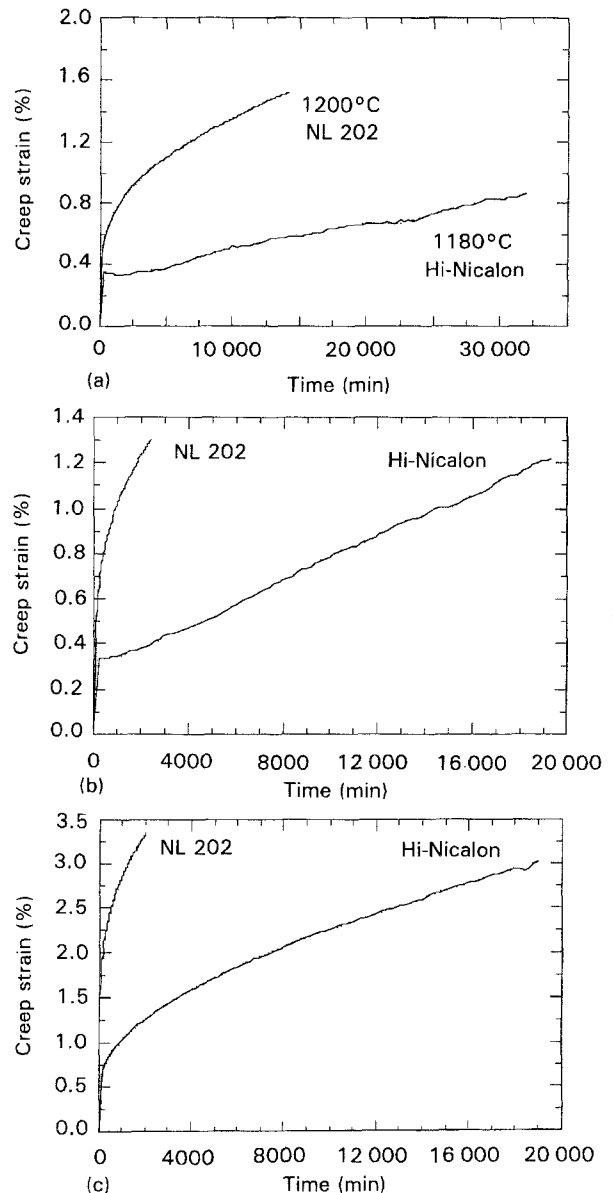 2.0
1.6
1.2
0.8
0.4
0.0
Creep strain (%)
1200°C
NL 202
1180°C
Hi-Nicalon
0
10 000
20 000
30 000
(a)
Time (min)
1.4
1.2
1.0
0.8
0.6
0.4
0.2
0.0
Creep strain (%)
NL 202
Hi-Nicalon
0
4000
8000
12 000
16 000
20 000
(b)
Time (min)
3.5
3.0
2.5
2.0
1.5
1.0
0.5
0.0
Creep strain (%)
NL 202
Hi-Nicalon
0
4000
8000
12 000
16 000
20 000
(c)
Time (min)